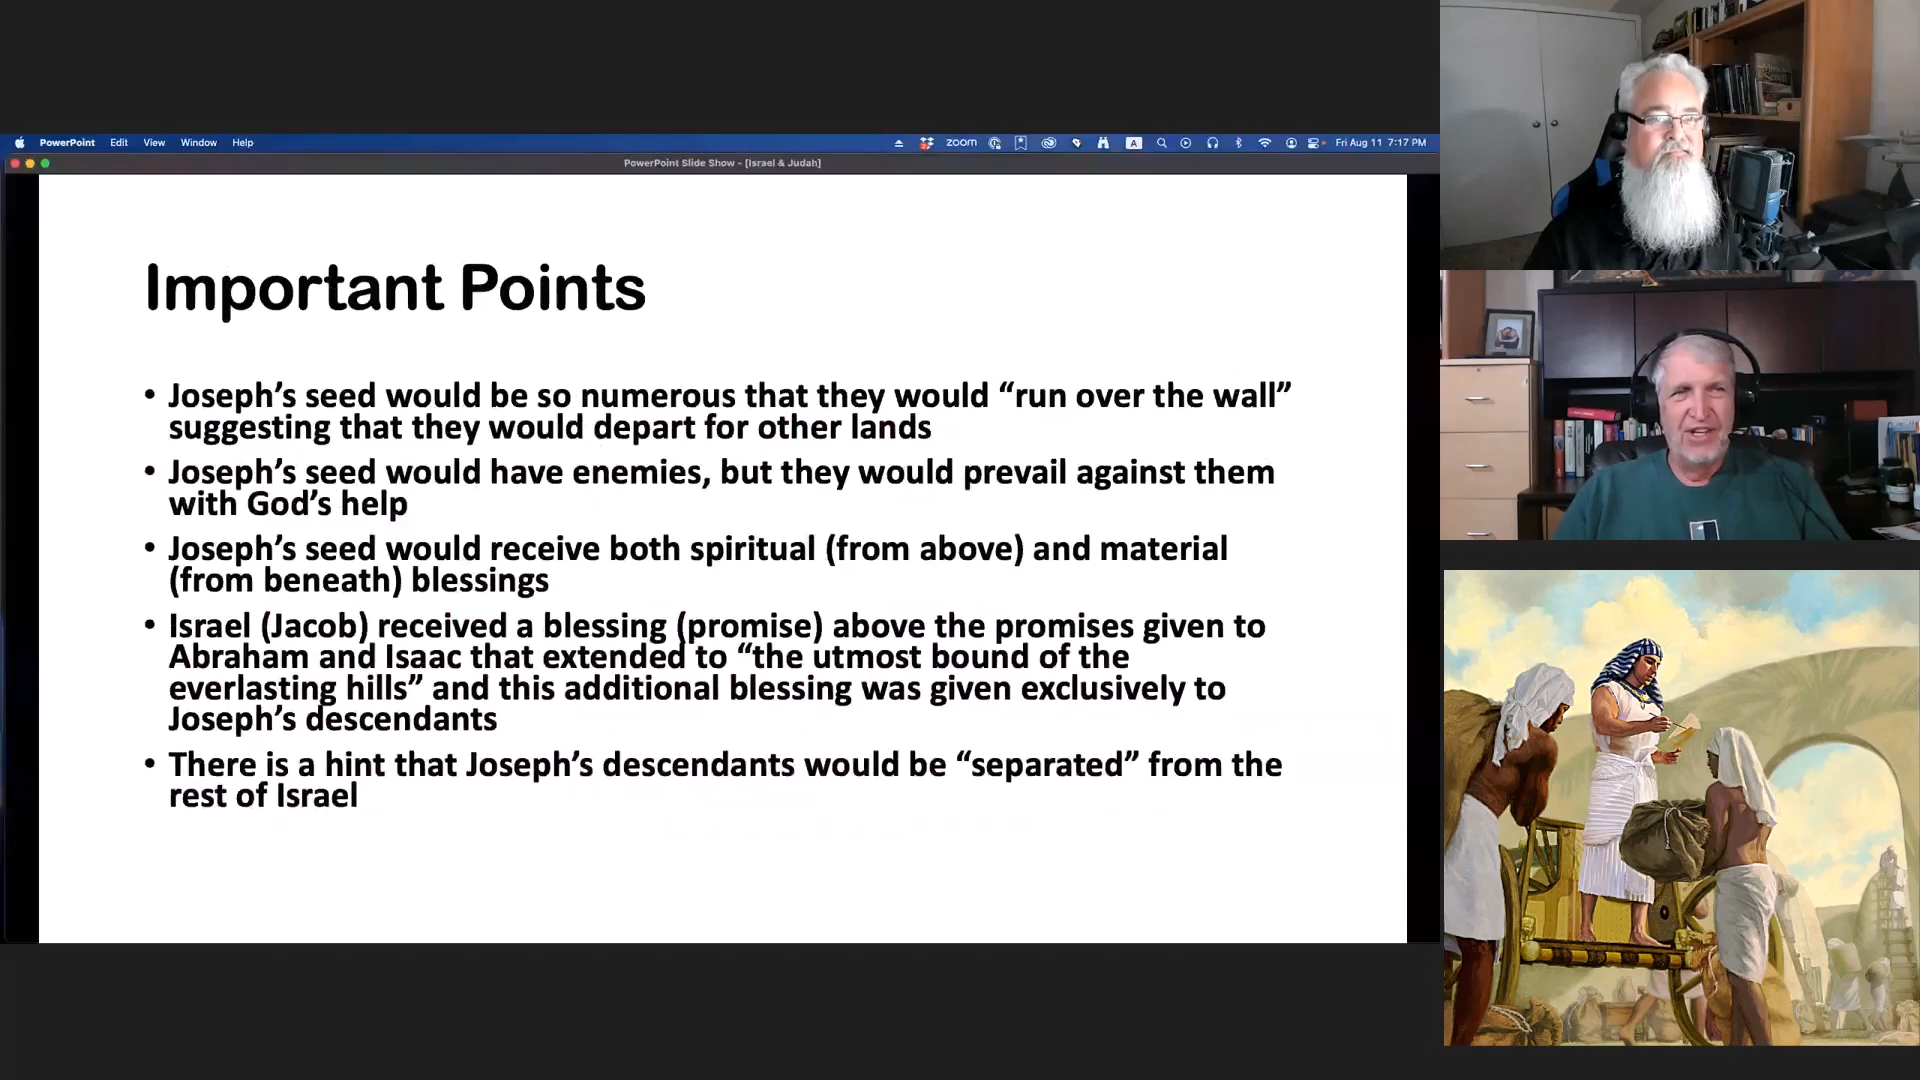 PowerPoint Edit View Window Help
zoom A Fri Aug 11 7:17 PM
PowerPoint Slide Show - [Israel & Judah]
Important Points
• Joseph’s seed would be so numerous that they would “run over the wall”
suggesting that they would depart for other lands
• Joseph’s seed would have enemies, but they would prevail against them
with God’s help
• Joseph’s seed would receive both spiritual (from above) and material
(from beneath) blessings
• Israel (Jacob) received a blessing (promise) above the promises given to
Abraham and Isaac that extended to “the utmost bound of the
everlasting hills” and this additional blessing was given exclusively to
Joseph’s descendants
• There is a hint that Joseph’s descendants would be “separated” from the
rest of Israel